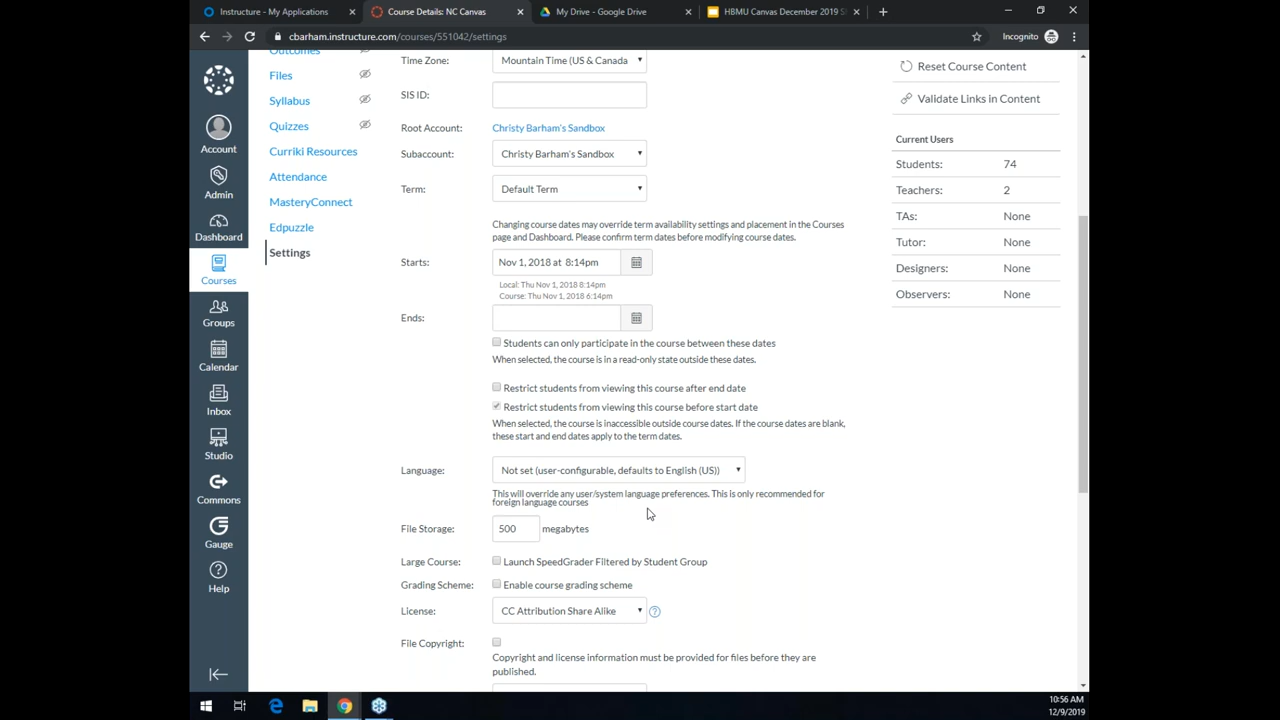 Instructure - My Applications
Course Details: NC Canvas
My Drive - Google Drive
HBMU Canvas December 2019 S
cbarham.instructure.com/courses/551042/settings
Incognito
Account
Admin
Dashboard
Courses
Groups
Calendar
Inbox
Studio
Commons
Gauge
Help
Outcomes
Files
Syllabus
Quizzes
Curriki Resources
Attendance
MasteryConnect
Edpuzzle
Settings
Time Zone: Mountain Time (US & Canada
SIS ID:
Root Account: Christy Barham's Sandbox
Subaccount: Christy Barham's Sandbox
Term: Default Term
Changing course dates may override term availability settings and placement in the Courses
page and Dashboard. Please confirm term dates before modifying course dates.
Starts: Nov 1, 2018 at 8:14pm
Local: Thu Nov 1, 2018 8:14pm
Course: Thu Nov 1, 2018 6:14pm
Ends:
Students can only participate in the course between these dates
When selected, the course is in a read-only state outside these dates.
Restrict students from viewing this course after end date
Restrict students from viewing this course before start date
When selected, the course is inaccessible outside course dates. If the course dates are blank,
these start and end dates apply to the term dates.
Language: Not set (user-configurable, defaults to English (US))
This will override any user/system language preferences. This is only recommended for
foreign language courses
File Storage: 500 megabytes
Large Course: Launch SpeedGrader Filtered by Student Group
Grading Scheme: Enable course grading scheme
License: CC Attribution Share Alike
File Copyright:
Copyright and license information must be provided for files before they are
published.
Reset Course Content
Validate Links in Content
Current Users
Students: 74
Teachers: 2
TAs: None
Tutor: None
Designers: None
Observers: None
10:56 AM
12/9/2019